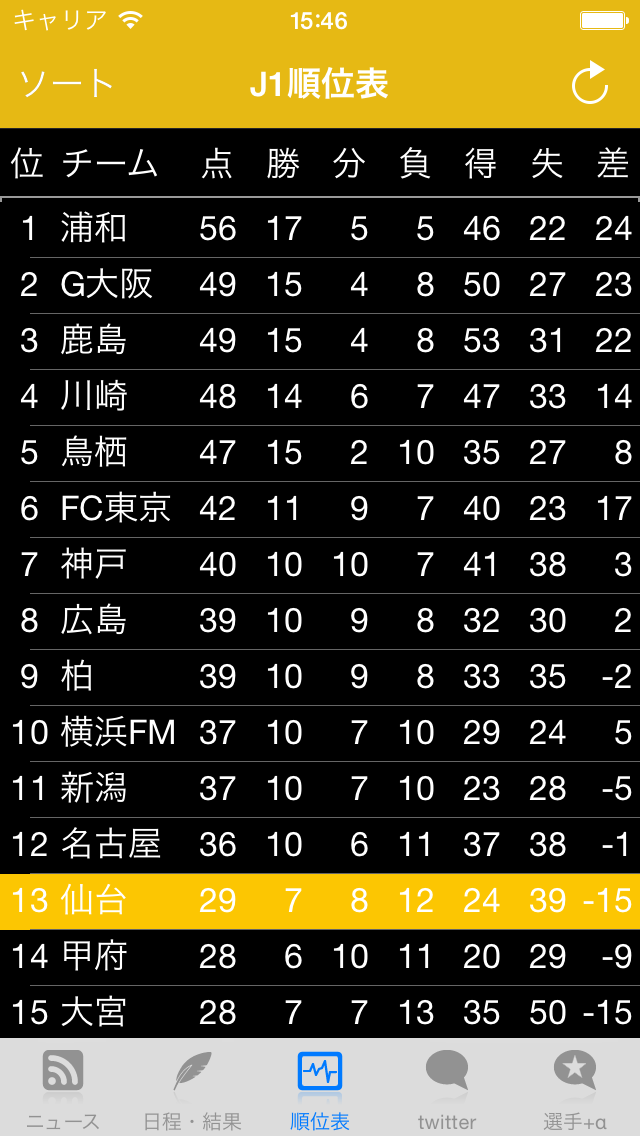 キャリア 15:46
ソート J1順位表
位 チーム 点 勝 分 負 得 失 差
1 浦和 56 17 5 5 46 22 24
2 G大阪 49 15 4 8 50 27 23
3 鹿島 49 15 4 8 53 31 22
4 川崎 48 14 6 7 47 33 14
5 鳥栖 47 15 2 10 35 27 8
6 FC東京 42 11 9 7 40 23 17
7 神戸 40 10 10 7 41 38 3
8 広島 39 10 9 8 32 30 2
9 柏 39 10 9 8 33 35 -2
10 横浜FM 37 10 7 10 29 24 5
11 新潟 37 10 7 10 23 28 -5
12 名古屋 36 10 6 11 37 38 -1
13 仙台 29 7 8 12 24 39 -15
14 甲府 28 6 10 11 20 29 -9
15 大宮 28 7 7 13 35 50 -15
ニュース 日程・結果 順位表 twitter 選手+α